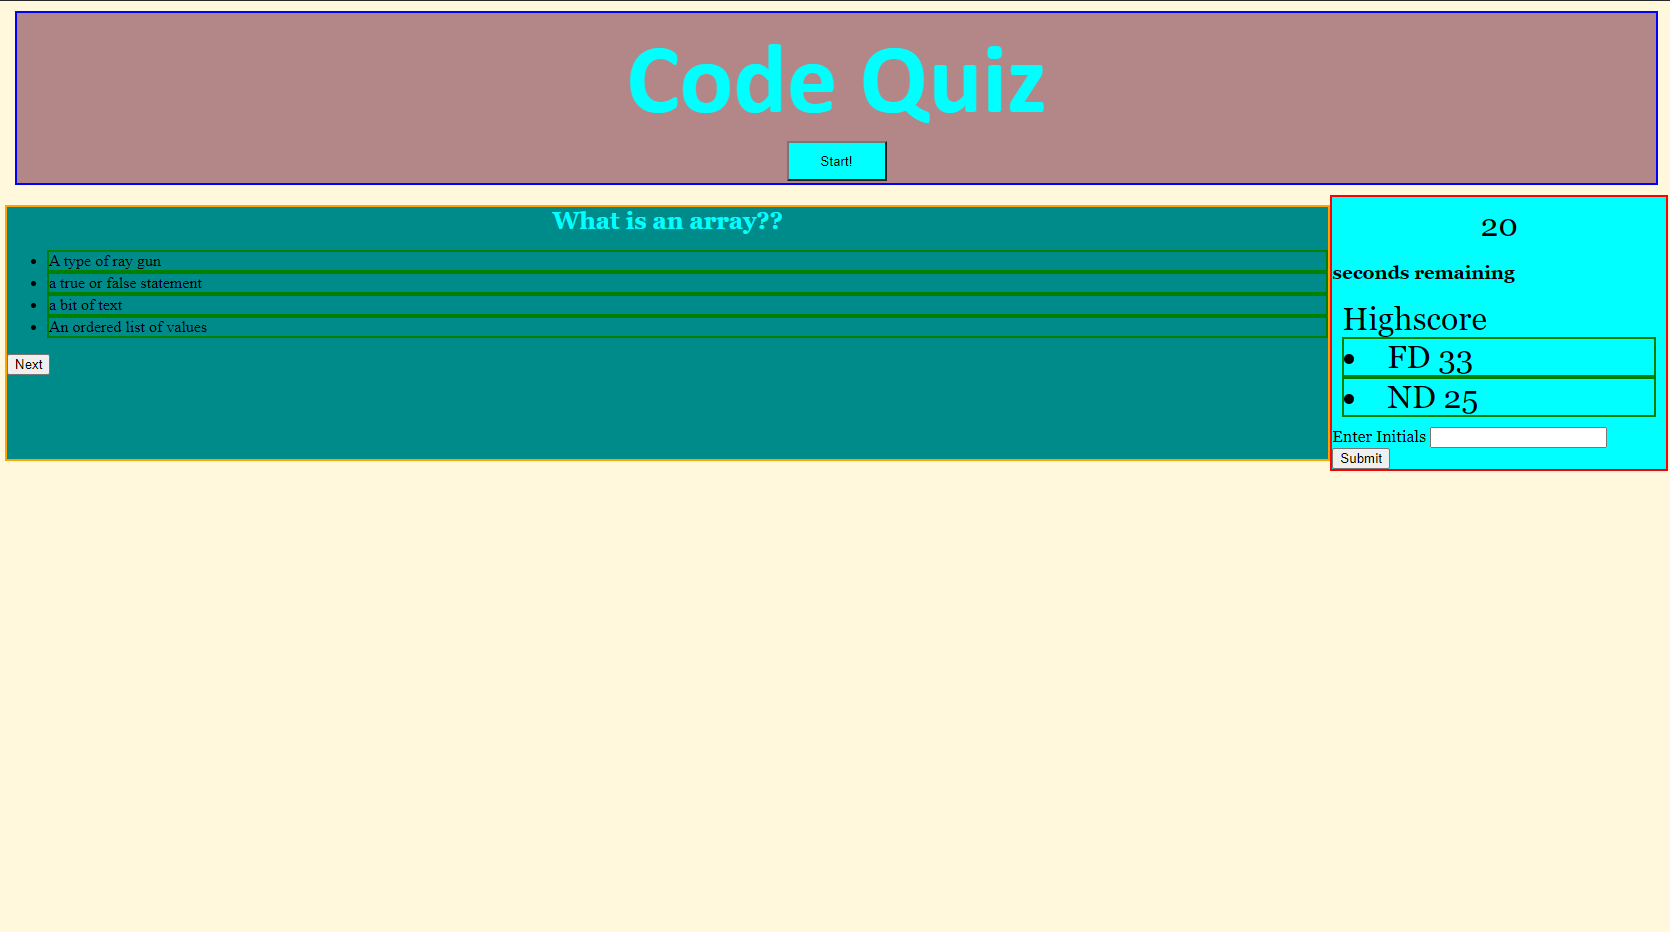 Code Quiz
Start!
What is an array??
A type of ray gun
a true or false statement
a bit of text
An ordered list of values
Next
20
seconds remaining
Highscore
FD 33
ND 25
Enter Initials
Submit